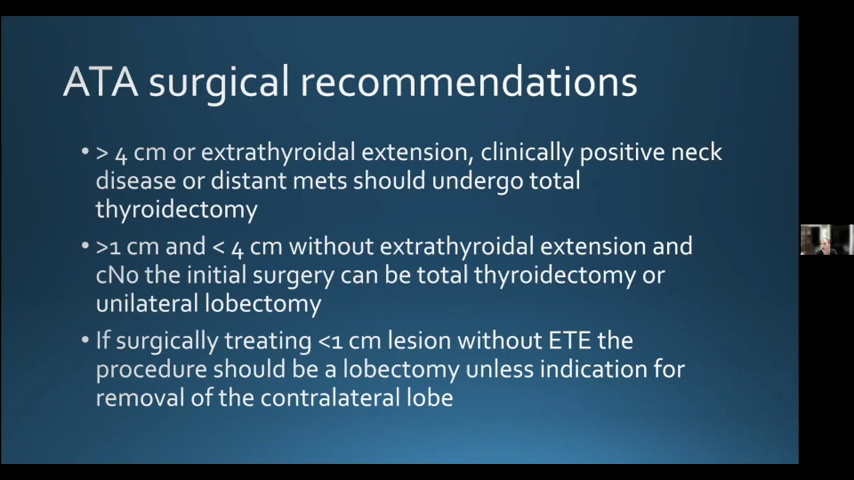 ATA surgical recommendations
• > 4 cm or extrathyroidal extension, clinically positive neck
disease or distant mets should undergo total
thyroidectomy
• >1 cm and < 4 cm without extrathyroidal extension and
cN0 the initial surgery can be total thyroidectomy or
unilateral lobectomy
• If surgically treating <1 cm lesion without ETE the
procedure should be a lobectomy unless indication for
removal of the contralateral lobe